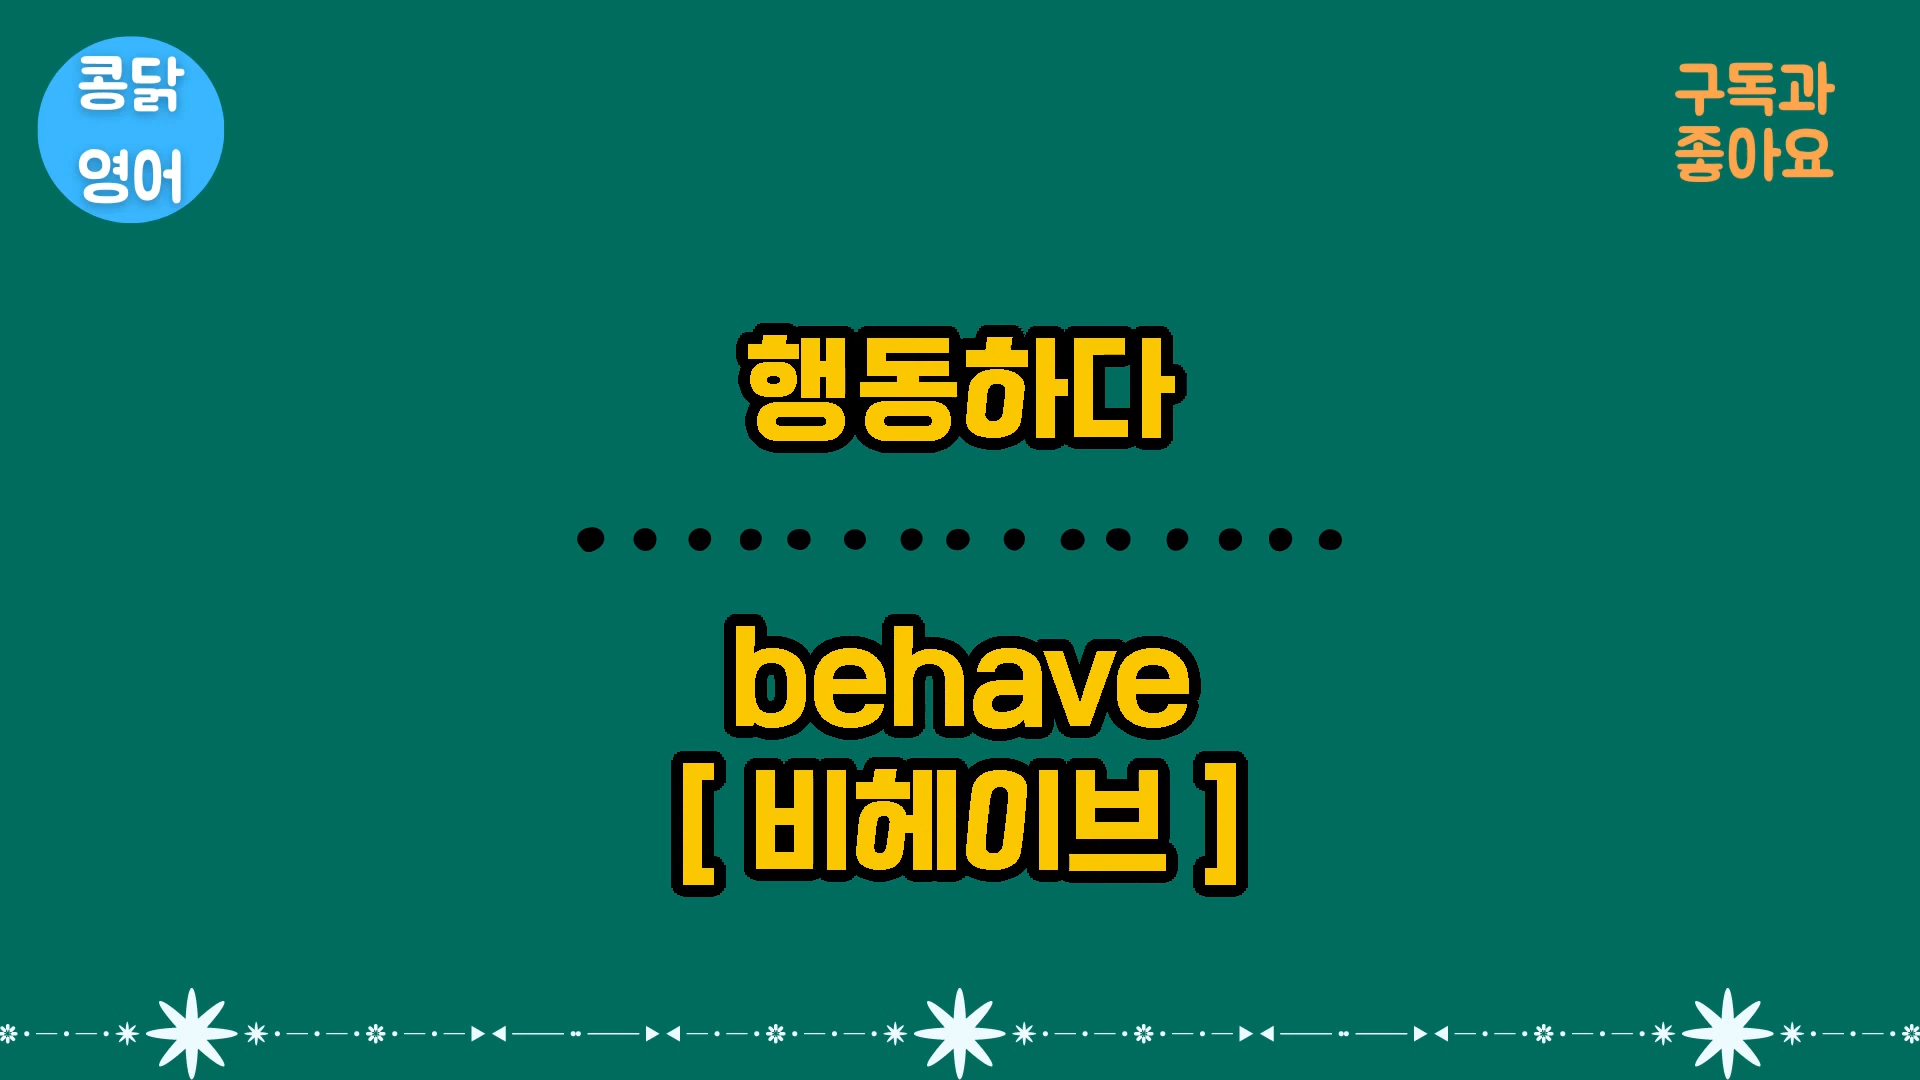 콩닭
영어
구독과
좋아요
행동하다
behave
[ 비헤이브 ]